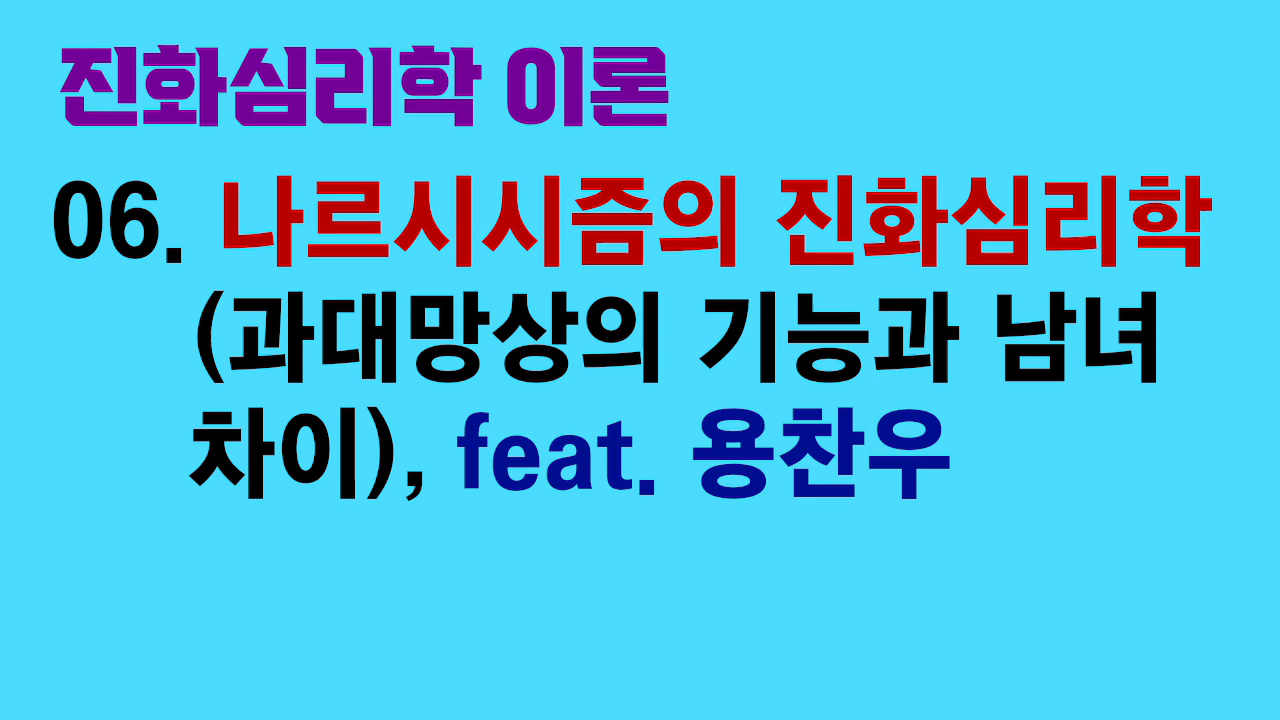 진화심리학 이론
06. 나르시시즘의 진화심리학
(과대망상의 기능과 남녀
차이), feat. 용찬우